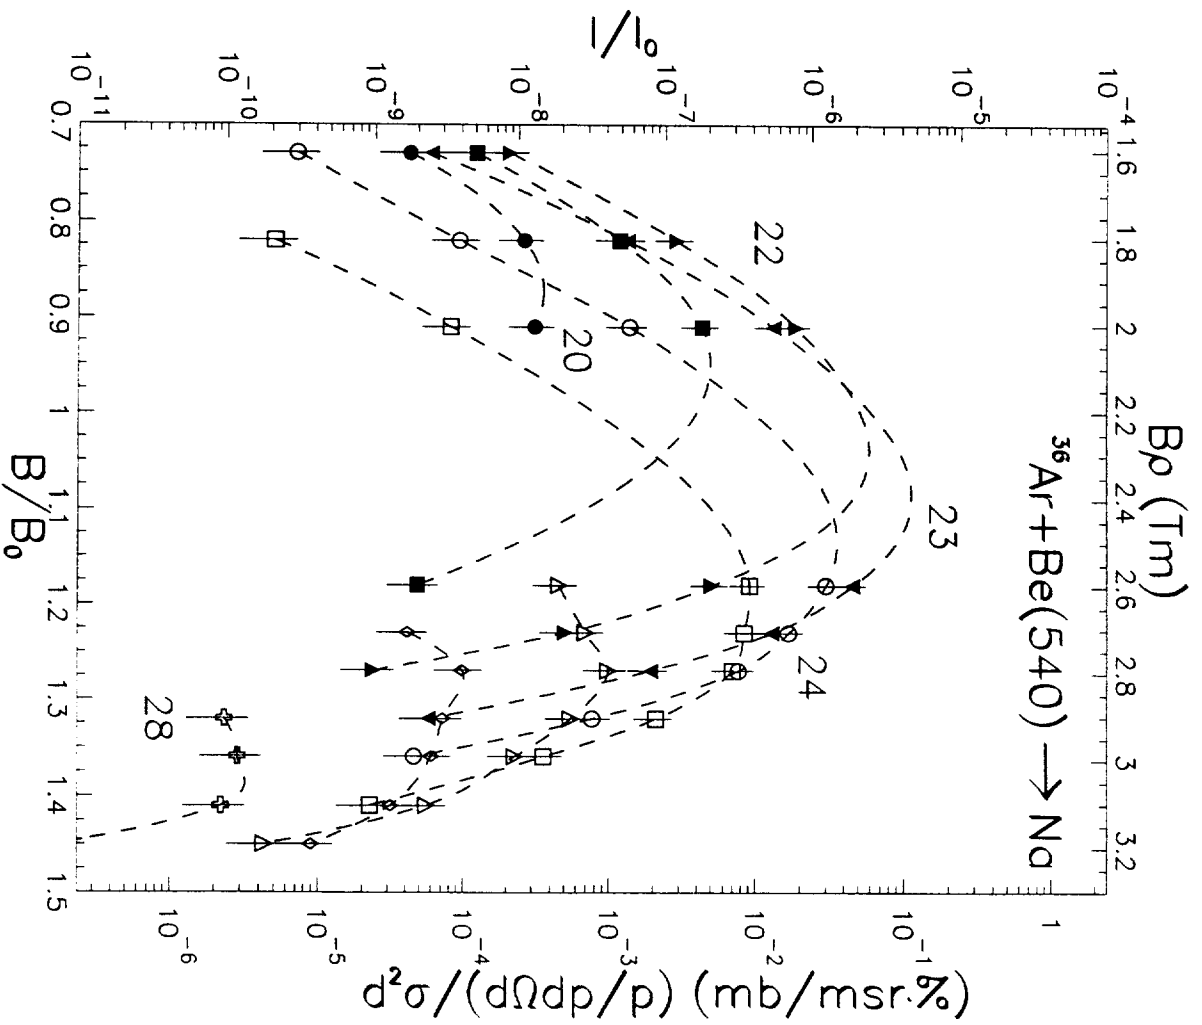 Bρ (Tm)
1.6 1.8 2 2.2 2.4 2.6 2.8 3 3.2
³⁶Ar+Be(540) → Na
I/I₀
10⁻⁴
10⁻⁵
10⁻⁶
10⁻⁷
10⁻⁸
10⁻⁹
10⁻¹⁰
10⁻¹¹
22
23
24
20
28
1
10⁻¹
10⁻²
10⁻³
10⁻⁴
10⁻⁵
10⁻⁶
d²σ/(dΩdp/p) (mb/msr·%)
0.7 0.8 0.9 1 1.1 1.2 1.3 1.4 1.5
B/B₀